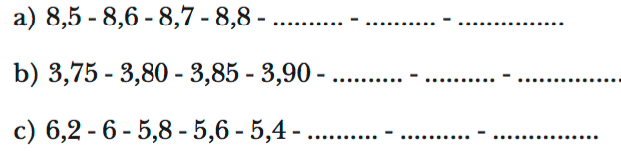 a) 8,5 - 8,6 - 8,7 - 8,8 - .......... - .......... - ...............
b) 3,75 - 3,80 - 3,85 - 3,90 - .......... - .......... - ...............
c) 6,2 - 6 - 5,8 - 5,6 - 5,4 - .......... - .......... - ...............